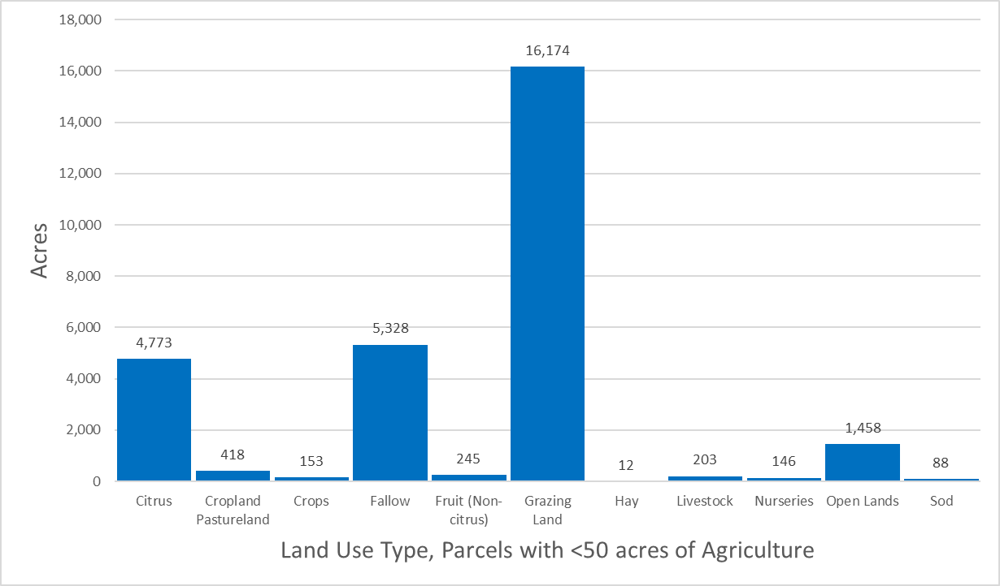 18,000
16,000
14,000
12,000
10,000
8,000
6,000
4,000
2,000
0
Acres
4,773
418
153
5,328
245
16,174
12
203
146
1,458
88
Citrus
Cropland
Pastureland
Crops
Fallow
Fruit (Non-
citrus)
Grazing
Land
Hay
Livestock
Nurseries
Open Lands
Sod
Land Use Type, Parcels with <50 acres of Agriculture